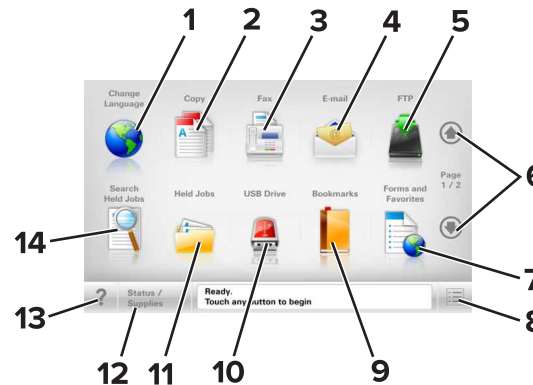 1 2 3 4 5
Change
Language
Copy
Fax
E-mail
FTP
6
Page
1 / 2
Search
Held Jobs
Held Jobs
USB Drive
Bookmarks
Forms and
Favorites
14
7
?
Status /
Supplies
Ready.
Touch any button to begin
8
13 12 11 10 9